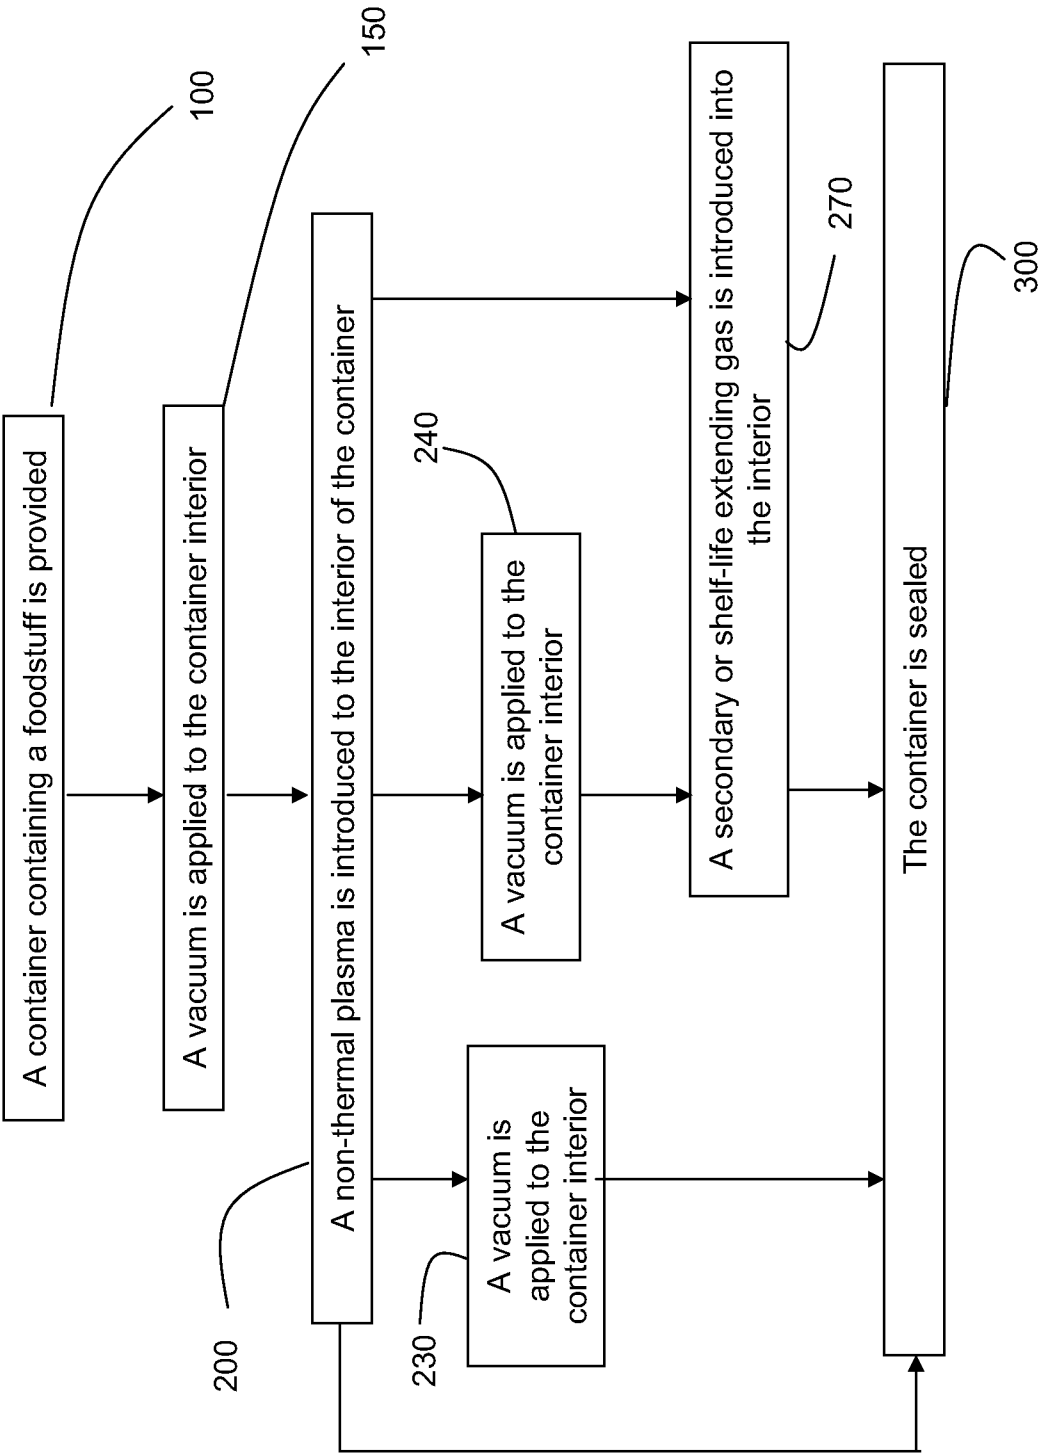 A container containing a foodstuff is provided
100
A vacuum is applied to the container interior
150
200
A non-thermal plasma is introduced to the interior of the container
230
A vacuum is
applied to the
container interior
A vacuum is applied to the
container interior
240
A secondary or shelf-life extending gas is introduced into
the interior
270
The container is sealed
300